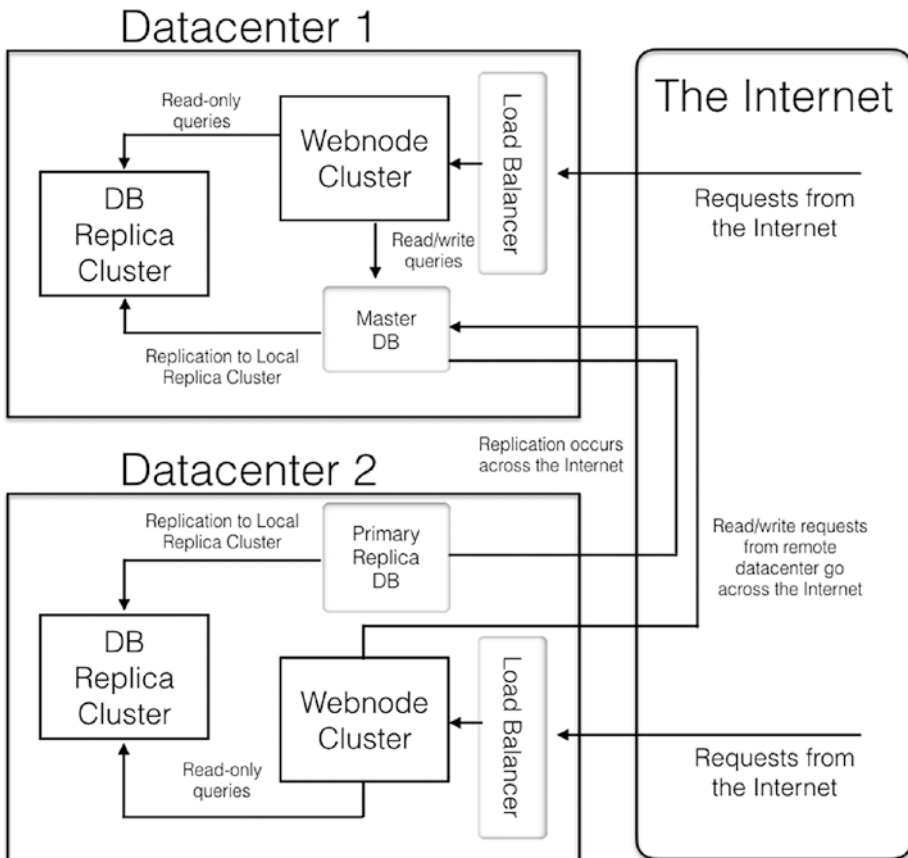 Datacenter 1
Read-only
queries
Webnode
Cluster
Load Balancer
DB
Replica
Cluster
Read/write
queries
Master
DB
Replication to Local
Replica Cluster
The Internet
Requests from
the Internet
Replication occurs
across the Internet
Read/write requests
from remote
datacenter go
across the Internet
Datacenter 2
Replication to Local
Replica Cluster
Primary
Replica
DB
DB
Replica
Cluster
Webnode
Cluster
Load Balancer
Read-only
queries
Requests from
the Internet